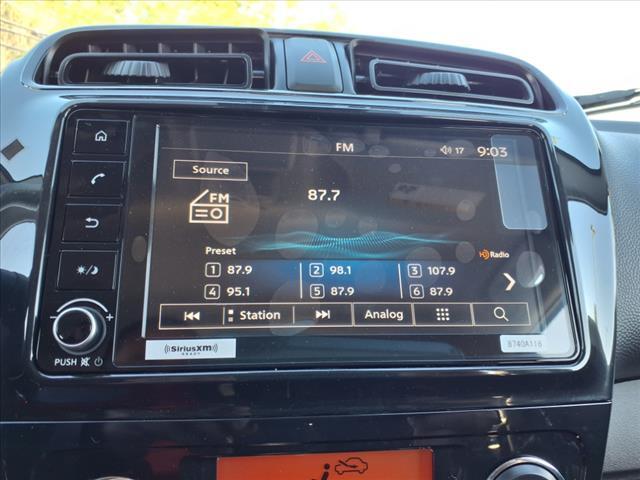 FM
17
9:03
Source
FM
87.7
Preset
HD Radio
1 87.9 2 98.1 3 107.9
4 95.1 5 87.9 6 87.9
Station Analog
PUSH
((SiriusXM))
READY
8740A118